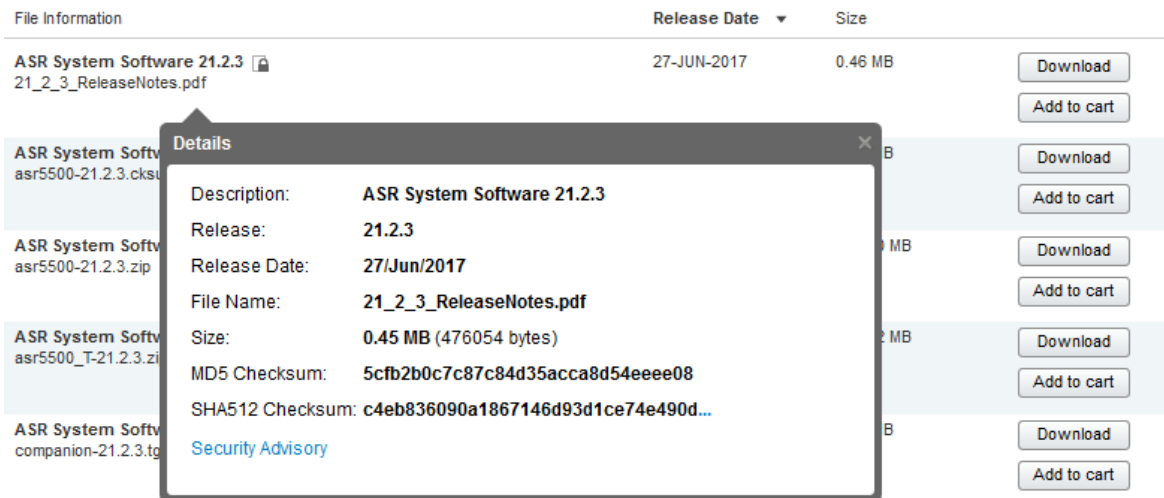 File Information Release Date Size
ASR System Software 21.2.3 27-JUN-2017 0.46 MB Download
21_2_3_ReleaseNotes.pdf
Add to cart
Details
ASR System Softw B Download
asr5500-21.2.3.cksu
Description: ASR System Software 21.2.3 Add to cart
Release: 21.2.3
ASR System Softw MB Download
asr5500-21.2.3.zip Release Date: 27/Jun/2017
File Name: 21_2_3_ReleaseNotes.pdf Add to cart
ASR System Softw Size: 0.45 MB (476054 bytes) MB Download
asr5500_T-21.2.3.zi
MD5 Checksum: 5cfb2b0c7c87c84d35acca8d54eeee08 Add to cart
SHA512 Checksum: c4eb836090a1867146d93d1ce74e490d...
ASR System Softw B Download
companion-21.2.3.tg Security Advisory
Add to cart